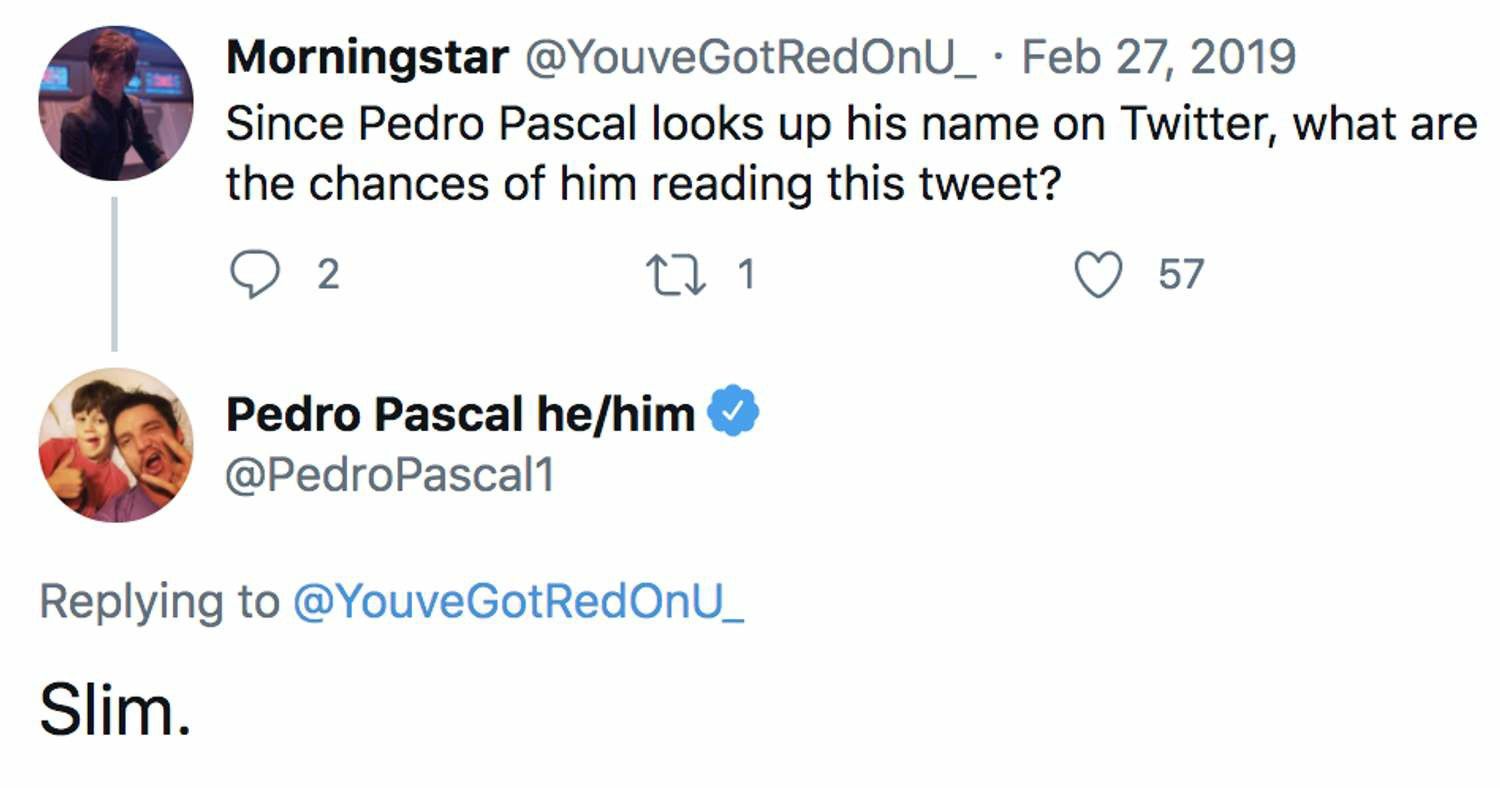 Morningstar @YouveGotRedOnU_ · Feb 27, 2019
Since Pedro Pascal looks up his name on Twitter, what are
the chances of him reading this tweet?
2 1 57
Pedro Pascal he/him
@PedroPascal1
Replying to @YouveGotRedOnU_
Slim.